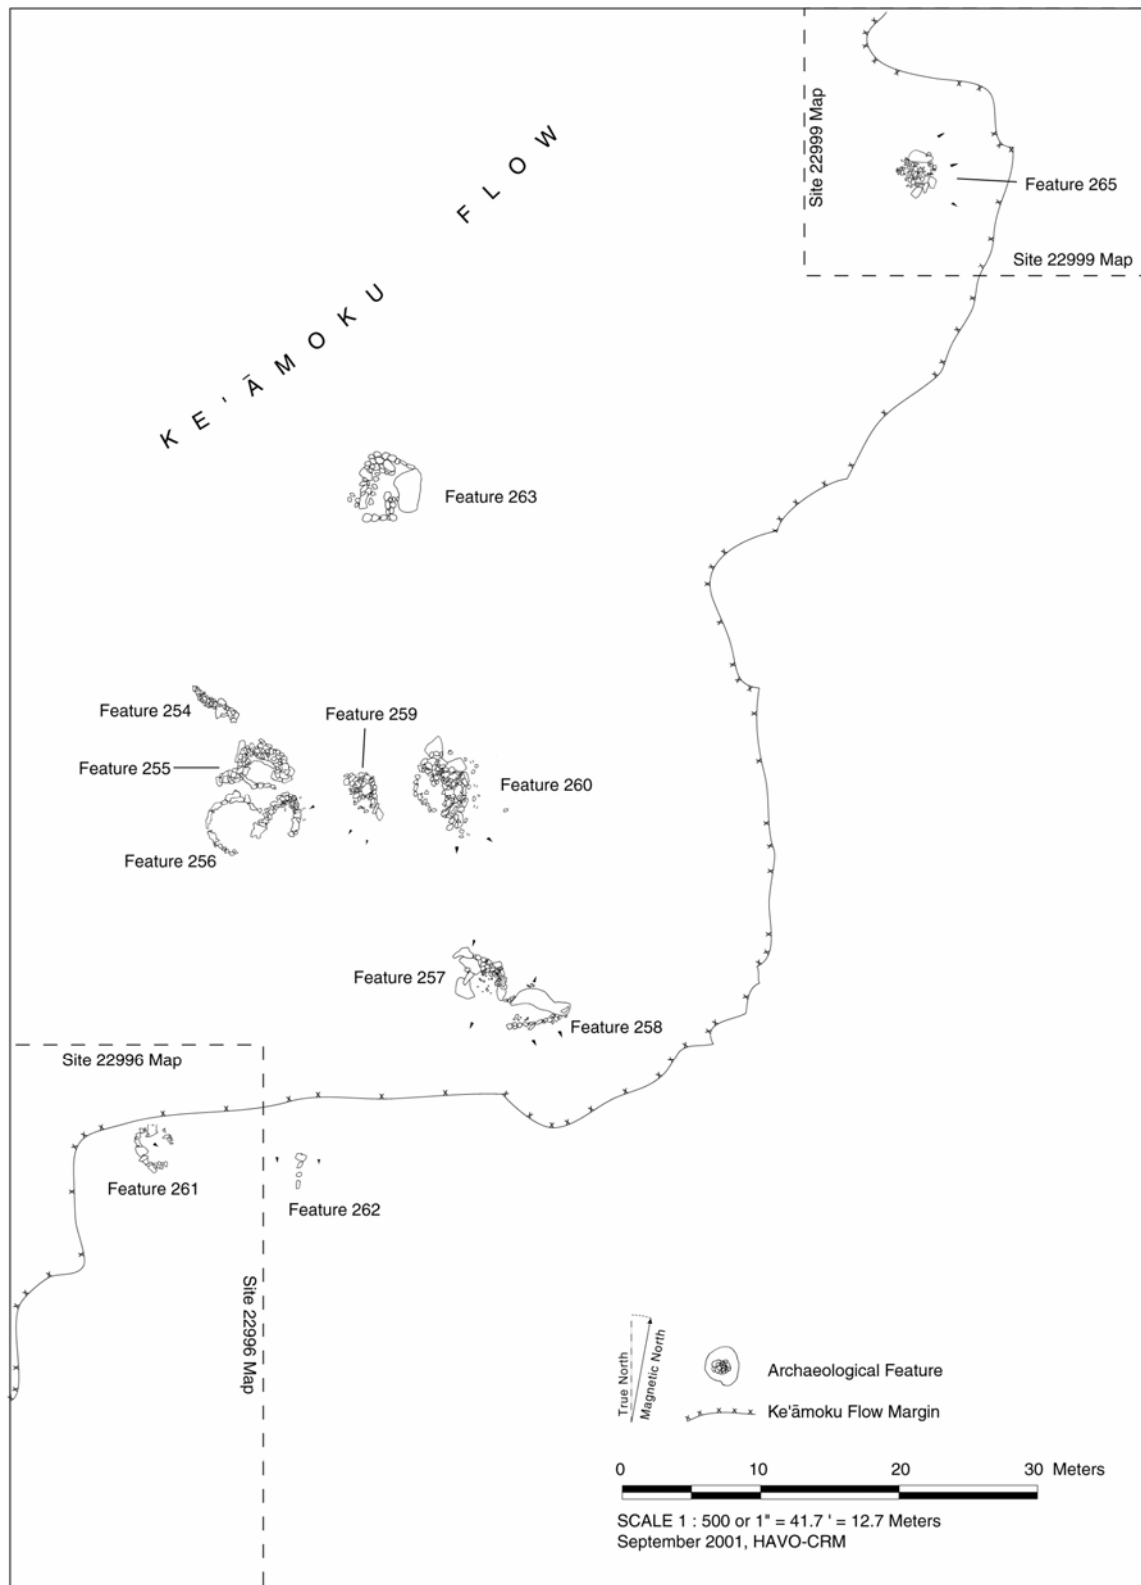 Site 22999 Map
Feature 265
Site 22999 Map
KE'ĀMOKU FLOW
Feature 263
Feature 254
Feature 259
Feature 255
Feature 260
Feature 256
Feature 257
Feature 258
Site 22996 Map
Feature 261
Feature 262
Site 22996 Map
True North
Magnetic North
Archaeological Feature
Ke'āmoku Flow Margin
0 10 20 30 Meters
SCALE 1 : 500 or 1" = 41.7 ' = 12.7 Meters
September 2001, HAVO-CRM